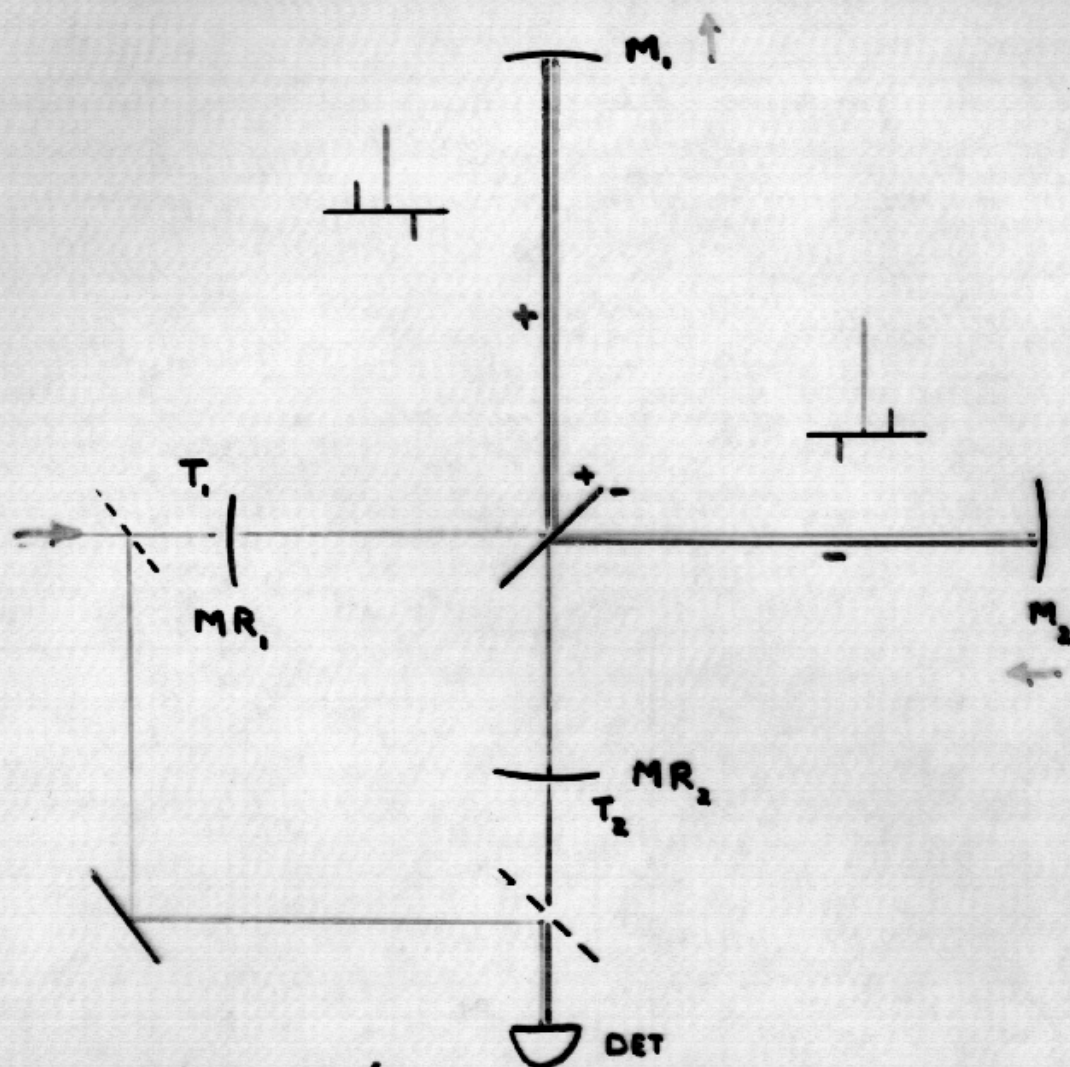 M₁
+
T₁
+ -
-
MR₁
M₂
MR₂
T₂
DET